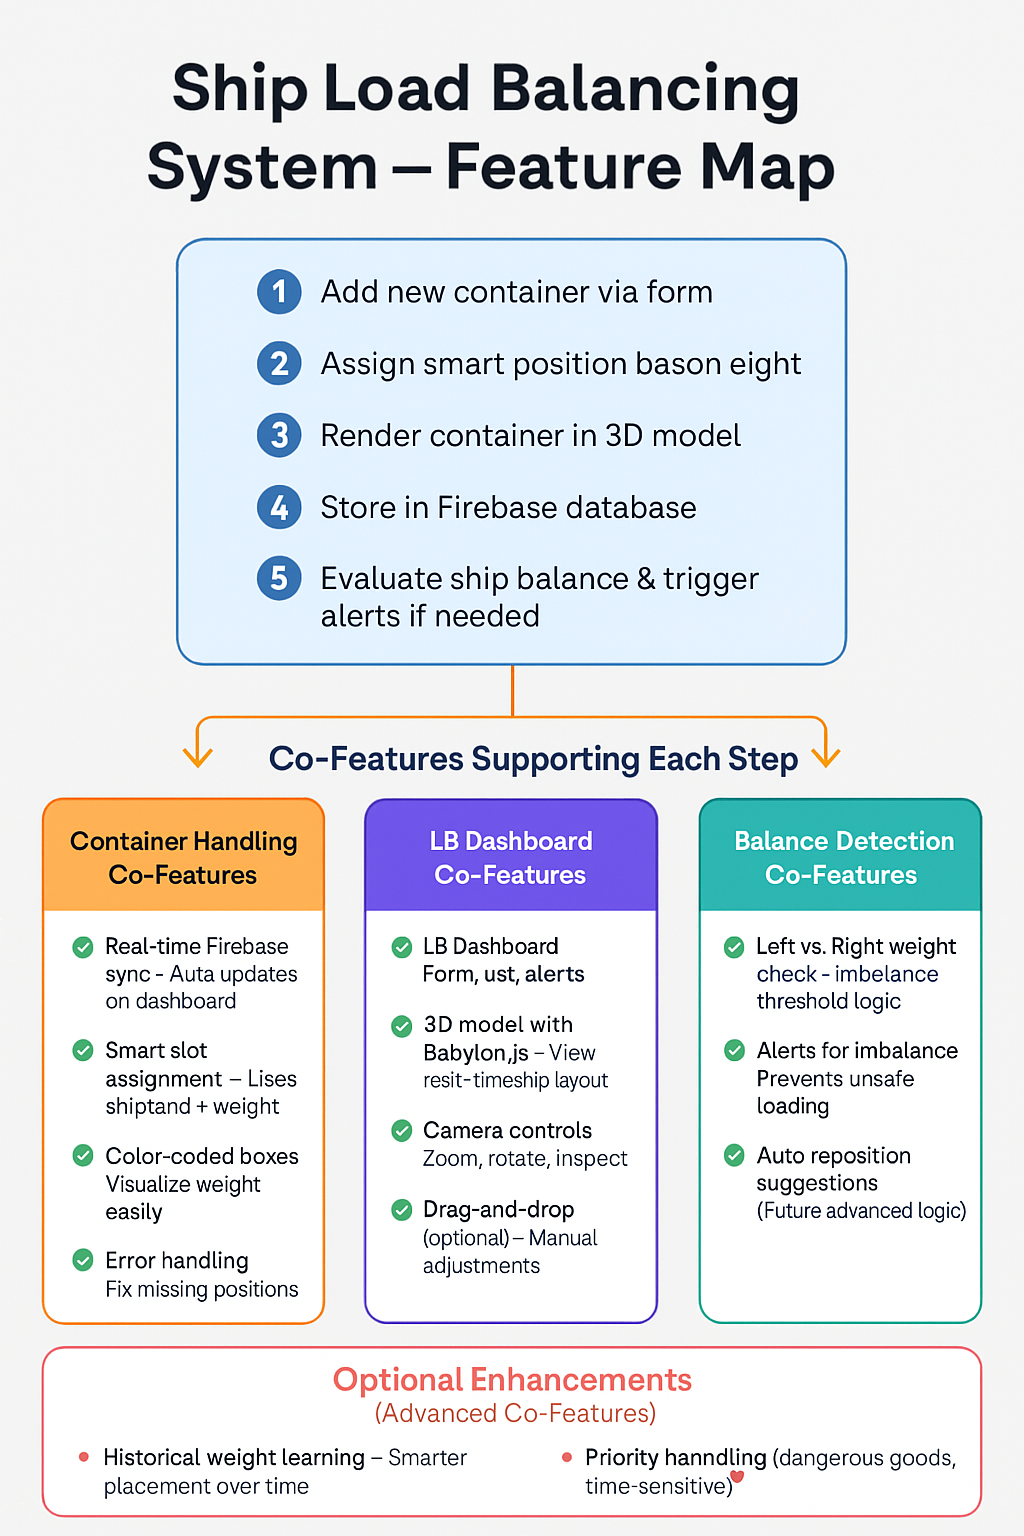 Ship Load Balancing
System – Feature Map
1 Add new container via form
2 Assign smart position bason eight
3 Render container in 3D model
4 Store in Firebase database
5 Evaluate ship balance & trigger
alerts if needed
Co-Features Supporting Each Step
Container Handling
Co-Features
Real-time Firebase
sync - Auta updates
on dashboard
Smart slot
assignment – Lises
shiptand + weight
Color-coded boxes
Visualize weight
easily
Error handling
Fix missing positions
LB Dashboard
Co-Features
LB Dashboard
Form, ust, alerts
3D model with
Babylon,js – View
resit-timeship layout
Camera controls
Zoom, rotate, inspect
Drag-and-drop
(optional) – Manual
adjustments
Balance Detection
Co-Features
Left vs. Right weight
check - imbelance
threshold logic
Alerts for imbalance
Prevents unsafe
loading
Auto reposition
suggestions
(Future advanced logic)
Optional Enhancements
(Advanced Co-Features)
Historical weight learning – Smarter
placement over time
Priority hanndling (dangerous goods,
time-sensitive)